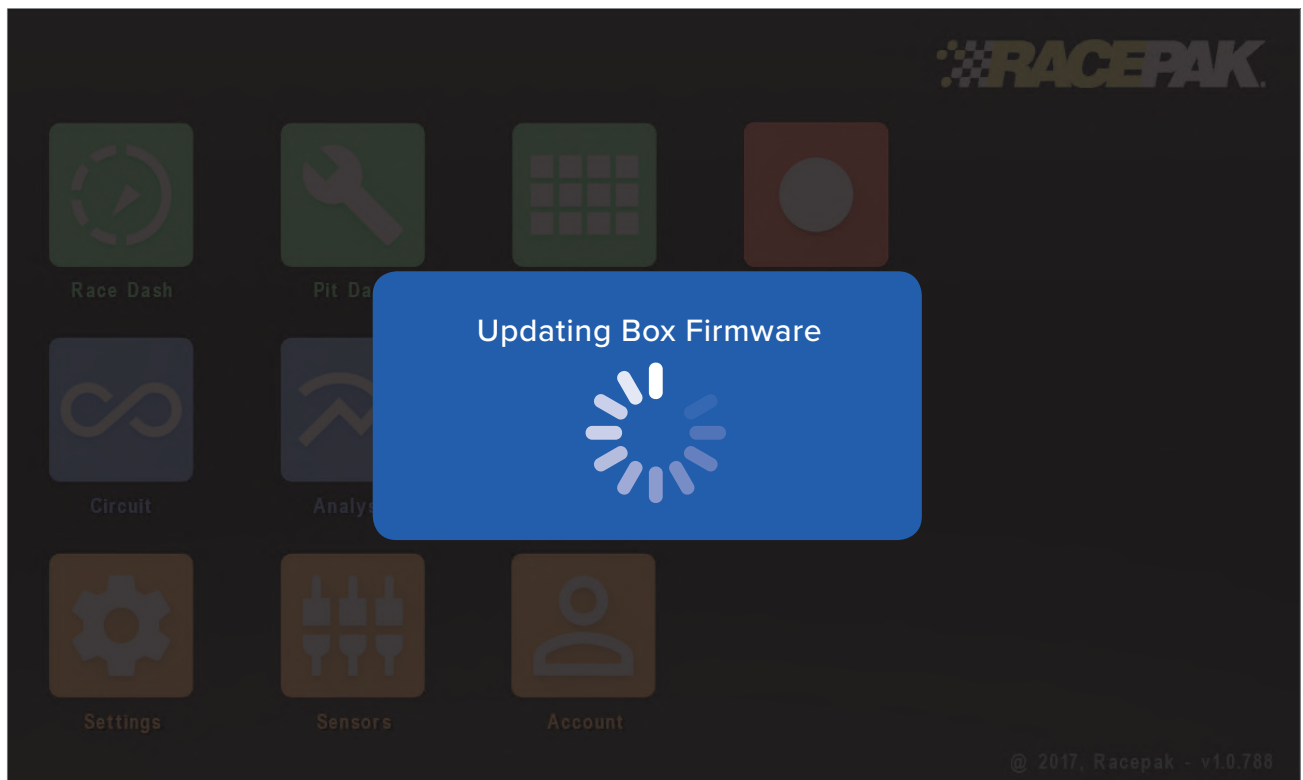 RACEPAK.
Race Dash
Pit Da
Updating Box Firmware
Circuit
Analys
Settings
Sensors
Account
@ 2017, Racepak - v1.0.788